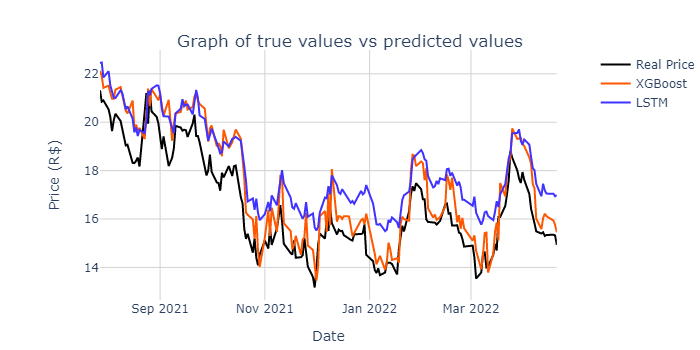 Graph of true values vs predicted values
Real Price
XGBoost
LSTM
Price (R$)
22
20
18
16
14
Sep 2021
Nov 2021
Jan 2022
Mar 2022
Date